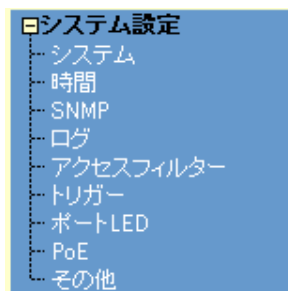 システム設定
システム
時間
SNMP
ログ
アクセスフィルター
トリガー
ポートLED
PoE
その他